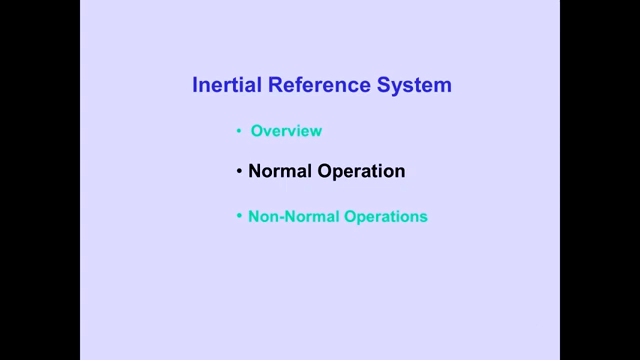 Inertial Reference System
• Overview
• Normal Operation
• Non-Normal Operations